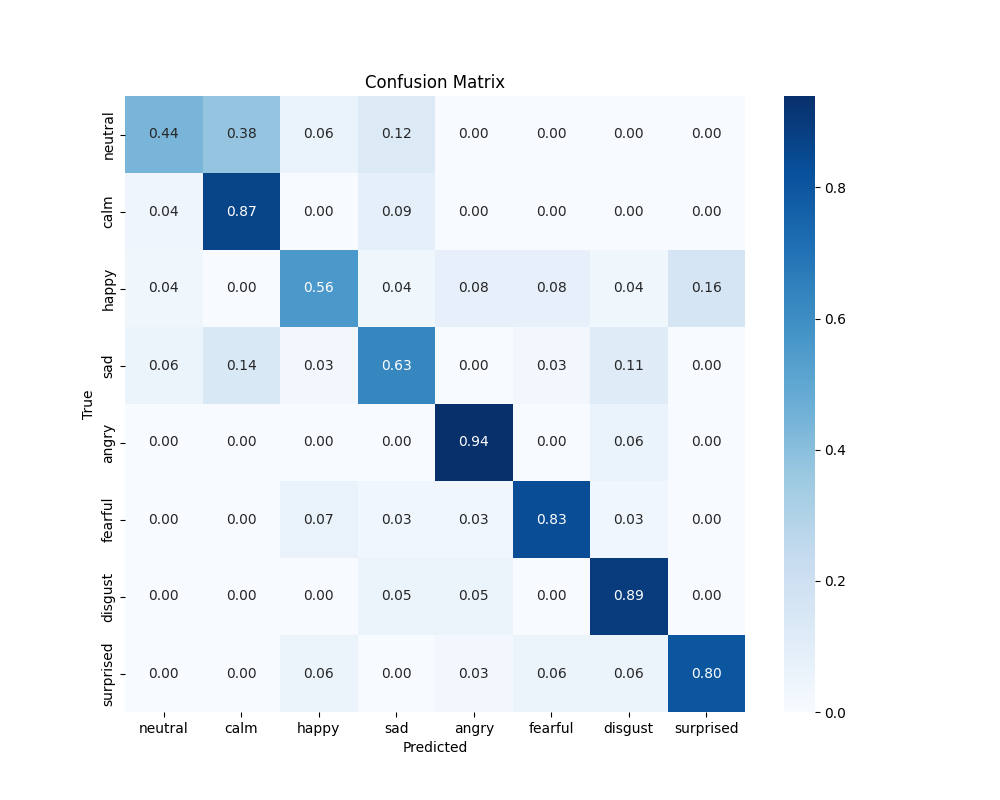 Confusion Matrix
neutral 0.44 0.38 0.06 0.12 0.00 0.00 0.00 0.00
calm 0.04 0.87 0.00 0.09 0.00 0.00 0.00 0.00
happy 0.04 0.00 0.56 0.04 0.08 0.08 0.04 0.16
sad 0.06 0.14 0.03 0.63 0.00 0.03 0.11 0.00
angry 0.00 0.00 0.00 0.00 0.94 0.00 0.06 0.00
fearful 0.00 0.00 0.07 0.03 0.03 0.83 0.03 0.00
disgust 0.00 0.00 0.00 0.05 0.05 0.00 0.89 0.00
surprised 0.00 0.00 0.06 0.00 0.03 0.06 0.06 0.80
True
neutral calm happy sad angry fearful disgust surprised
Predicted
0.8
0.6
0.4
0.2
0.0